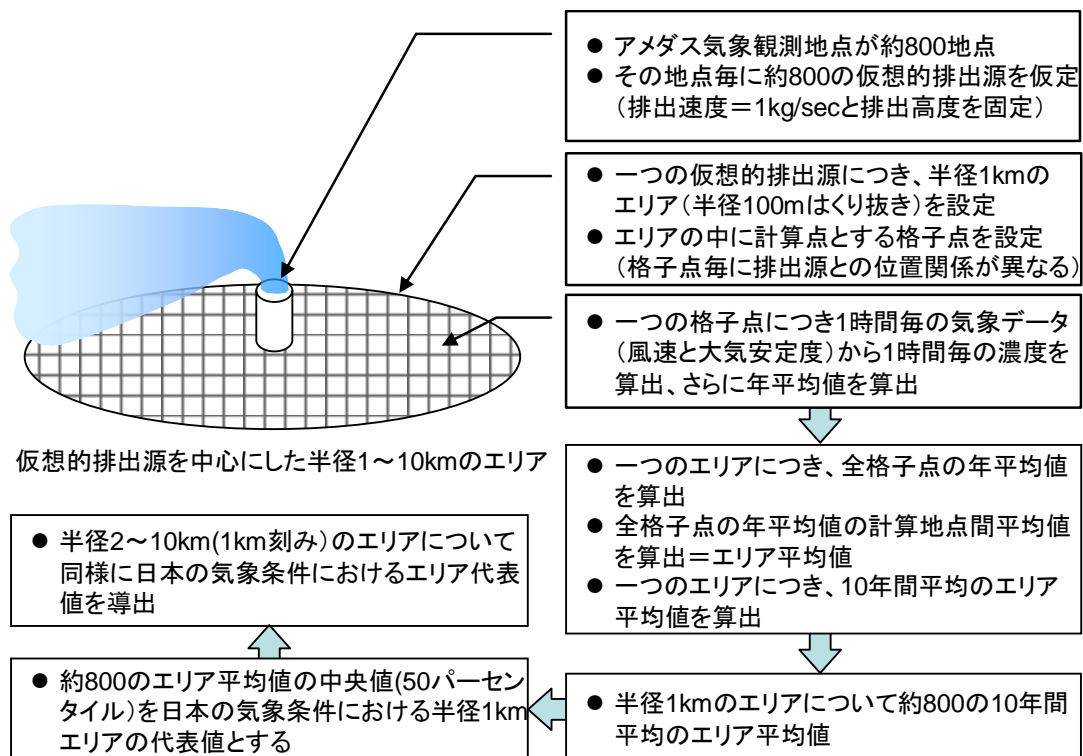 ● アメダス気象観測地点が約800地点
● その地点毎に約800の仮想的排出源を仮定
（排出速度＝1kg/secと排出高度を固定）
● 一つの仮想的排出源につき、半径1kmの
エリア（半径100mはくり抜き）を設定
● エリアの中に計算点とする格子点を設定
（格子点毎に排出源との位置関係が異なる）
● 一つの格子点につき1時間毎の気象データ
（風速と大気安定度）から1時間毎の濃度を
算出、さらに年平均値を算出
仮想的排出源を中心にした半径1～10kmのエリア
● 一つのエリアにつき、全格子点の年平均値
を算出
● 全格子点の年平均値の計算地点間平均値
を算出＝エリア平均値
● 一つのエリアにつき、10年間平均のエリア
平均値を算出
● 半径1kmのエリアについて約800の10年間
平均のエリア平均値
● 約800のエリア平均値の中央値(50パーセン
タイル）を日本の気象条件における半径1km
エリアの代表値とする
● 半径2～10km(1km刻み）のエリアについて
同様に日本の気象条件におけるエリア代表
値を導出